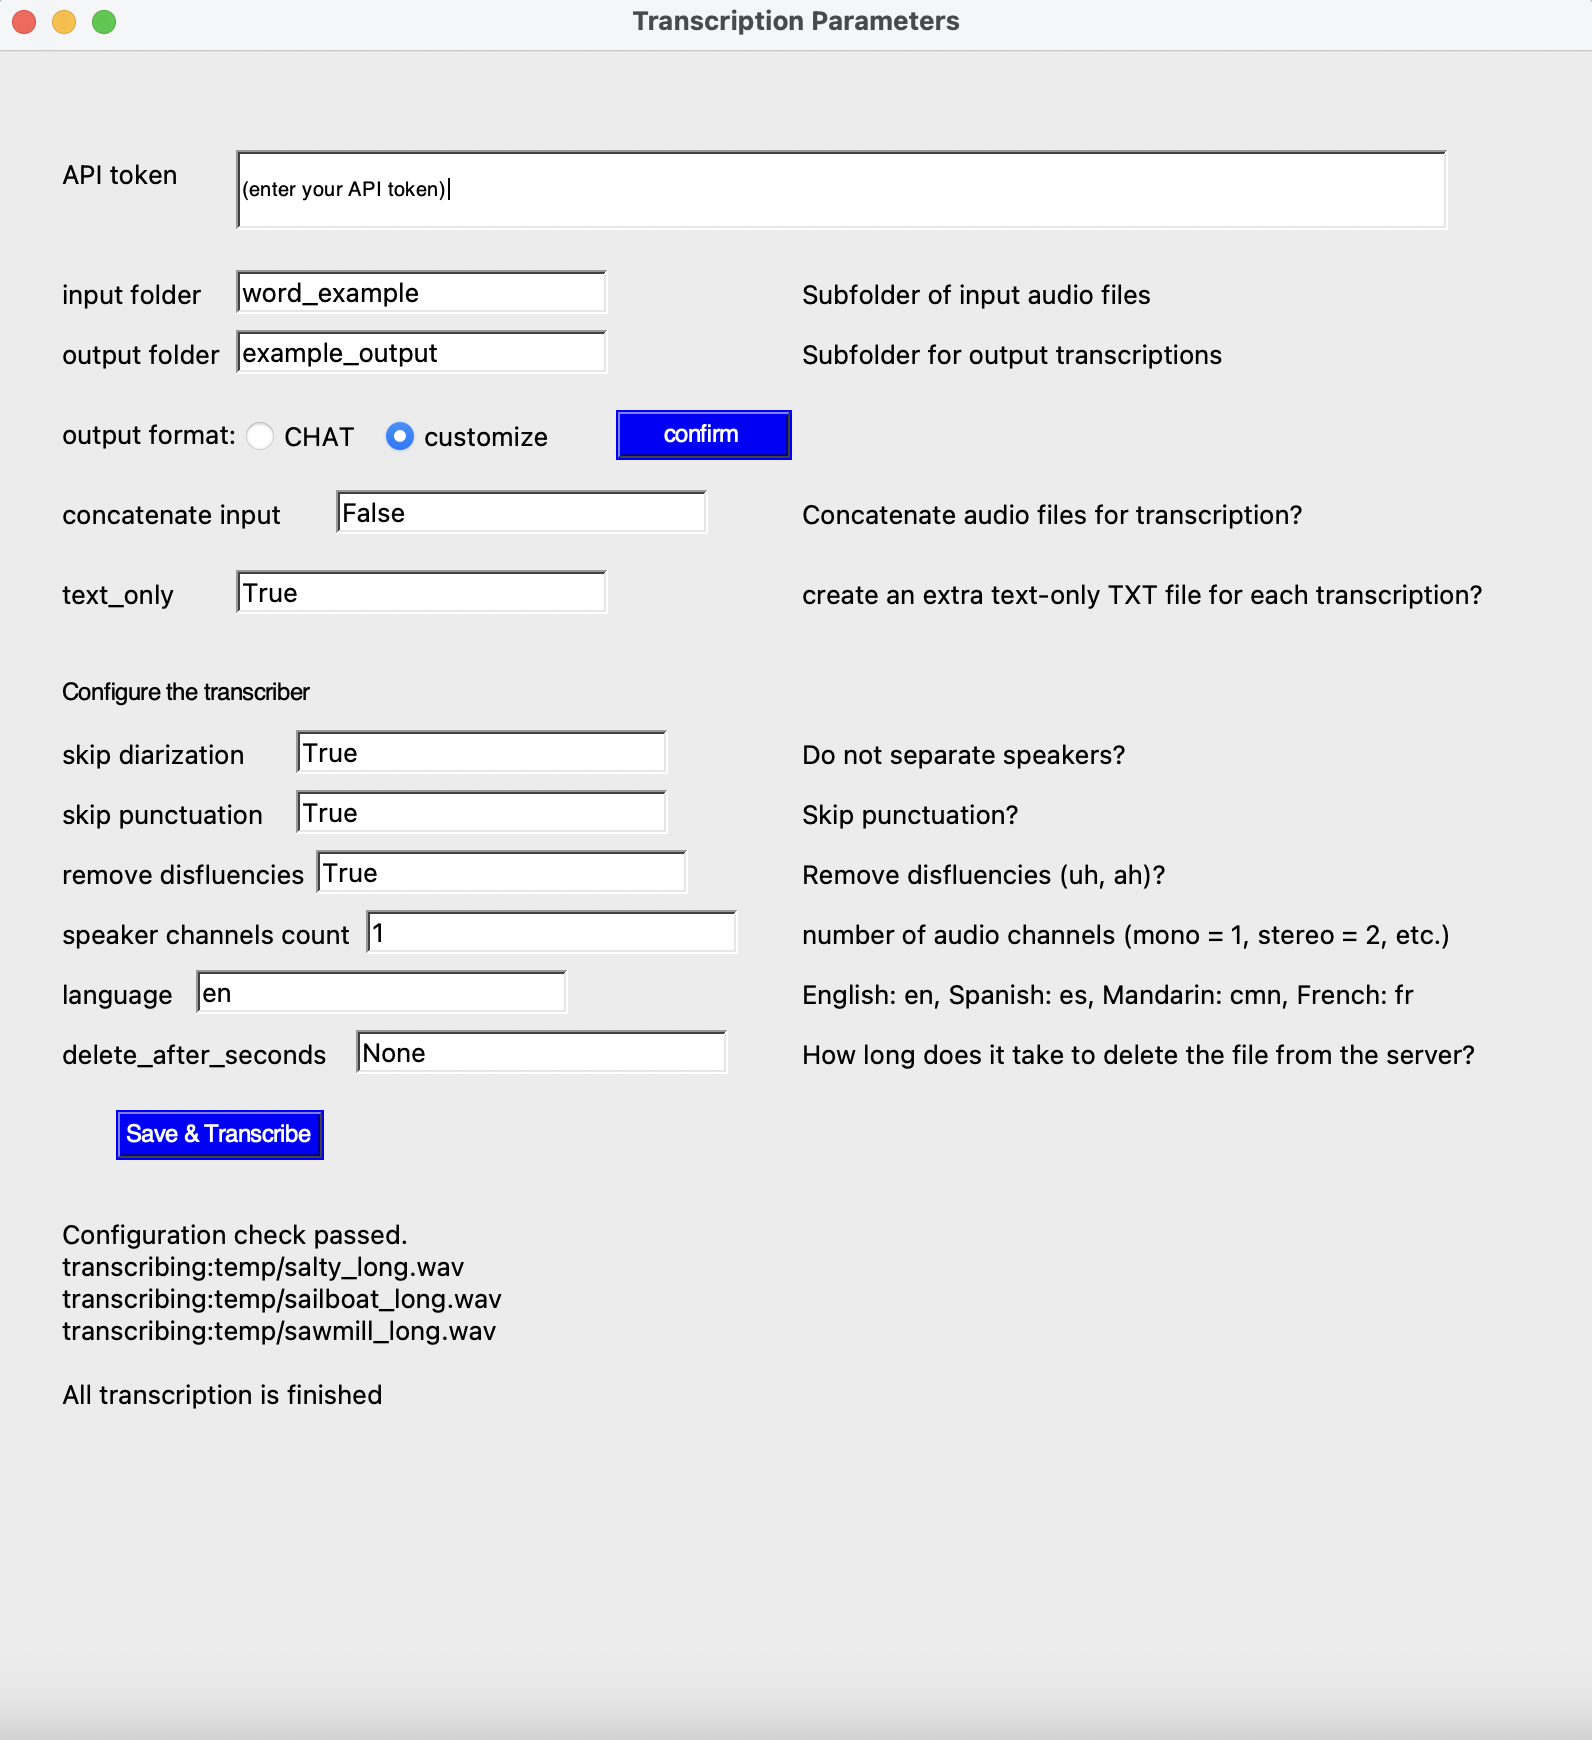 Transcription Parameters
API token (enter your API token)
input folder word_example Subfolder of input audio files
output folder example_output Subfolder for output transcriptions
output format: CHAT customize confirm
concatenate input False Concatenate audio files for transcription?
text_only True create an extra text-only TXT file for each transcription?
Configure the transcriber
skip diarization True Do not separate speakers?
skip punctuation True Skip punctuation?
remove disfluencies True Remove disfluencies (uh, ah)?
speaker channels count 1 number of audio channels (mono = 1, stereo = 2, etc.)
language en English: en, Spanish: es, Mandarin: cmn, French: fr
delete_after_seconds None How long does it take to delete the file from the server?
Save & Transcribe
Configuration check passed.
transcribing:temp/salty_long.wav
transcribing:temp/sailboat_long.wav
transcribing:temp/sawmill_long.wav
All transcription is finished